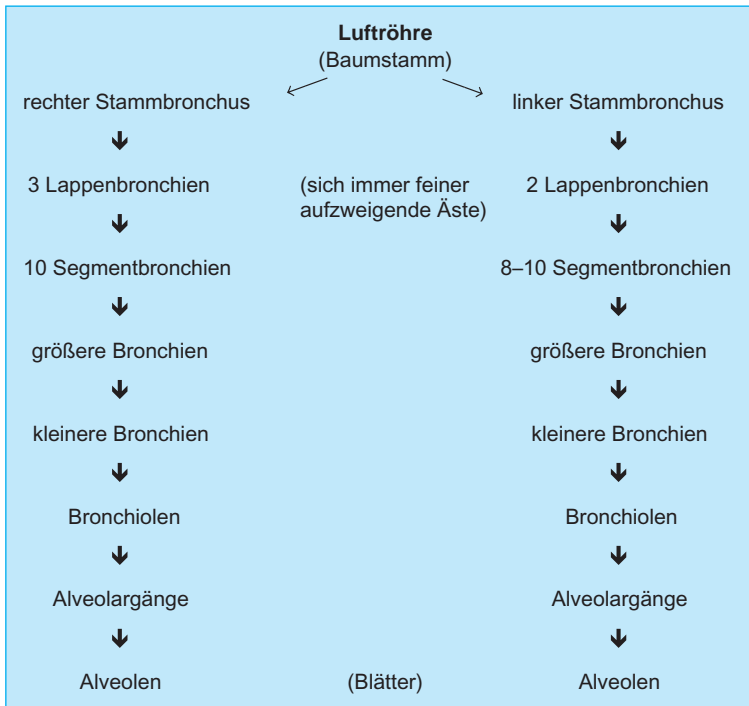 Luftröhre
(Baumstamm)
rechter Stammbronchus linker Stammbronchus
3 Lappenbronchien (sich immer feiner 2 Lappenbronchien
aufzweigende Äste)
10 Segmentbronchien 8–10 Segmentbronchien
größere Bronchien größere Bronchien
kleinere Bronchien kleinere Bronchien
Bronchiolen Bronchiolen
Alveolargänge Alveolargänge
Alveolen (Blätter) Alveolen